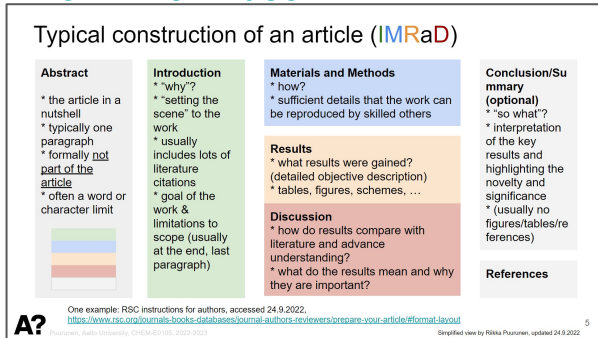 Typical construction of an article (IMRaD)
Abstract
* the article in a
nutshell
* typically one
paragraph
* formally not
part of the
article
* often a word or
character limit
Introduction
* "why"?
* "setting the
scene" to the
work
* usually
includes lots of
literature
citations
* goal of the
work &
limitations to
scope (usually
at the end, last
paragraph)
Materials and Methods
* how?
* sufficient details that the work can
be reproduced by skilled others
Results
* what results were gained?
(detailed objective description)
* tables, figures, schemes, …
Discussion
* how do results compare with
literature and advance
understanding?
* what do the results mean and why
they are important?
Conclusion/Su
mmary
(optional)
* "so what"?
* interpretation
of the key
results and
highlighting the
novelty and
significance
* (usually no
figures/tables/re
ferences)
References
One example: RSC instructions for authors, accessed 24.9.2022,
https://www.rsc.org/journals-books-databases/journal-authors-reviewers/prepare-your-article/#format-layout
A?
Puurunen, Aalto University, CHEM-E0105, 2022-2023
Simplified view by Riikka Puurunen, updated 24.9.2022
5